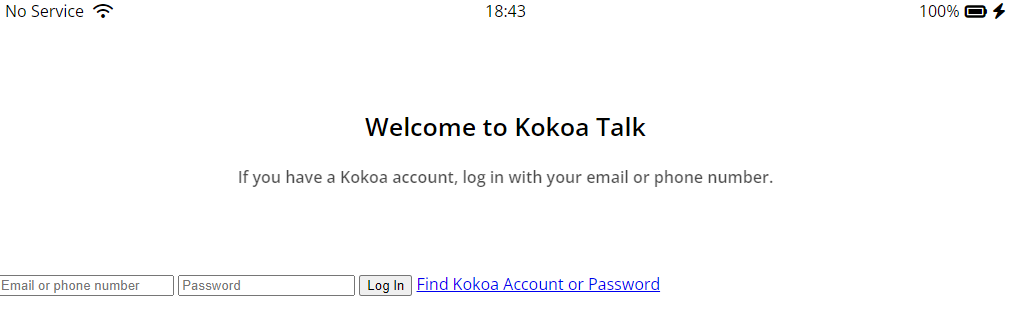 No Service 18:43 100%
Welcome to Kokoa Talk
If you have a Kokoa account, log in with your email or phone number.
Email or phone number Password Log In Find Kokoa Account or Password